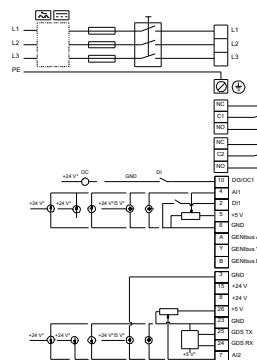 L1
L1
L2
L2
L3
L3
PE
NC
C1
NO
NC
C2
NO
+24 V* OC GND DI 10 DI3/OC1
4 AI1
2 DI1
+24 V* +24 V* +24 V*/5 V* 5 +5 V
6 GND
A GENIbus A
Y GENIbus Y
B GENIbus B
3 GND
15 +24 V
8 +24 V
26 +5 V
23 GND
25 GDS TX
24 GDS RX
+24 V* +24 V* +24 V*/5 V* +5 V* 7 AI2